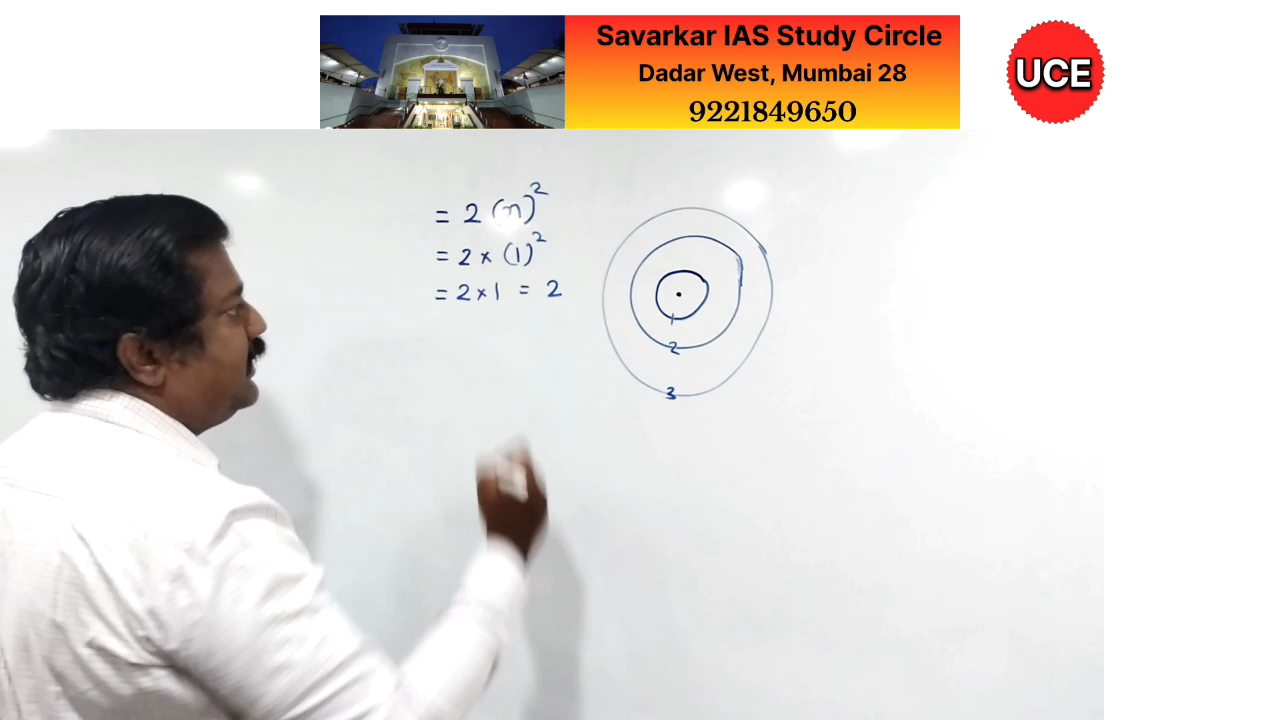 Savarkar IAS Study Circle
Dadar West, Mumbai 28
9221849650
UCE
= 2 (n)²
= 2 × (1)²
= 2 × 1 = 2
1
2
3